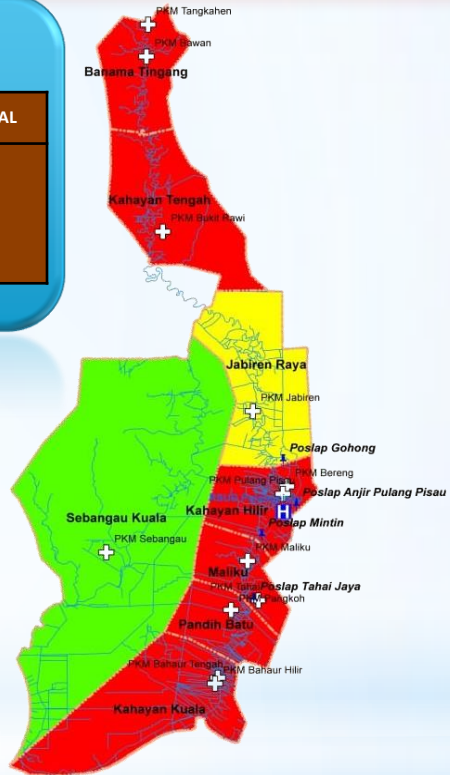 AL
PKM Tangkahen
PKM Bawan
Banama Tingang
Kahayan Tengah
PKM Bukit Rawi
Jabiren Raya
PKM Jabiren
Poslap Gohong
PKM Bereng
PKM Pulang Pisau
Poslap Anjir Pulang Pisau
Kahayan Hilir
H
Poslap Mintin
Sebangau Kuala
PKM Sebangau
PKM Maliku
Maliku
PKM Tahai
Poslap Tahai Jaya
PKM Pangkoh
Pandih Batu
PKM Bahaur Tengah
PKM Bahaur Hilir
Kahayan Kuala